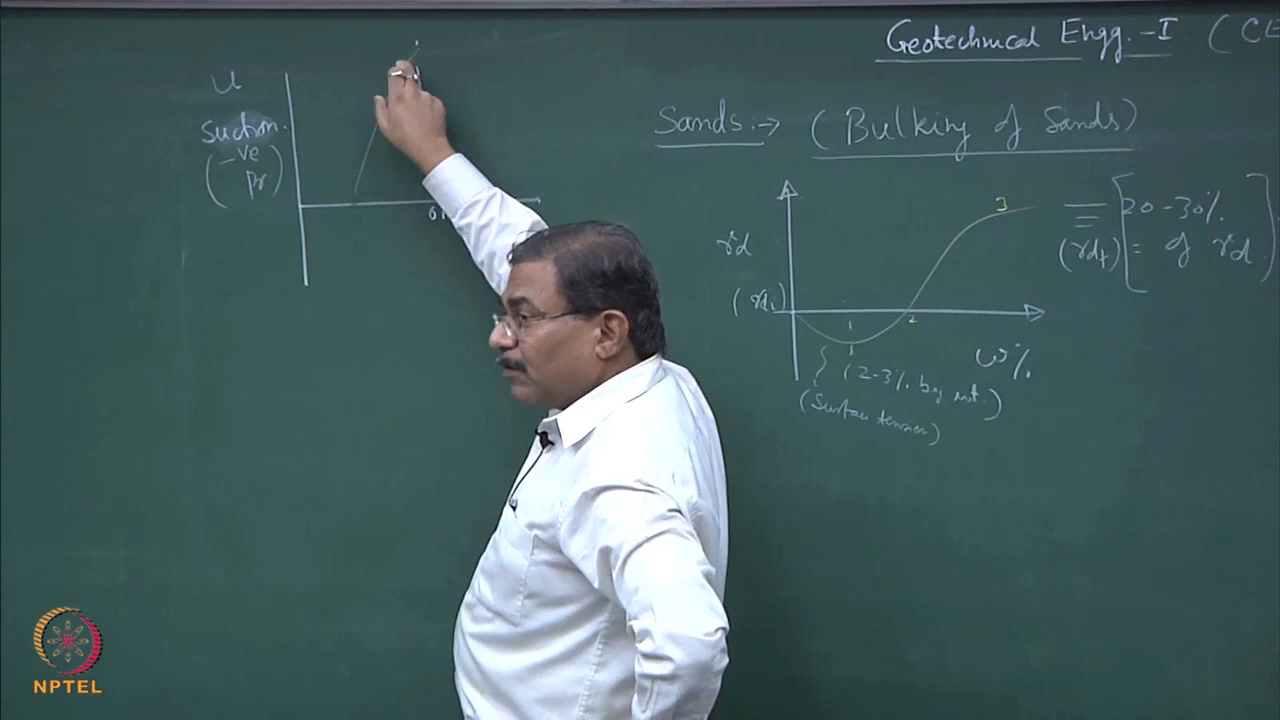 Geotechnical Engg.-I (CE
u
suction.
(-ve
pr)
Sands:→ (Bulking of Sands)
γd
(γdi)
1
2
3
w%
(2-3% by wt.)
(Surface tension)
20-30%
(γdf) = of γd
NPTEL